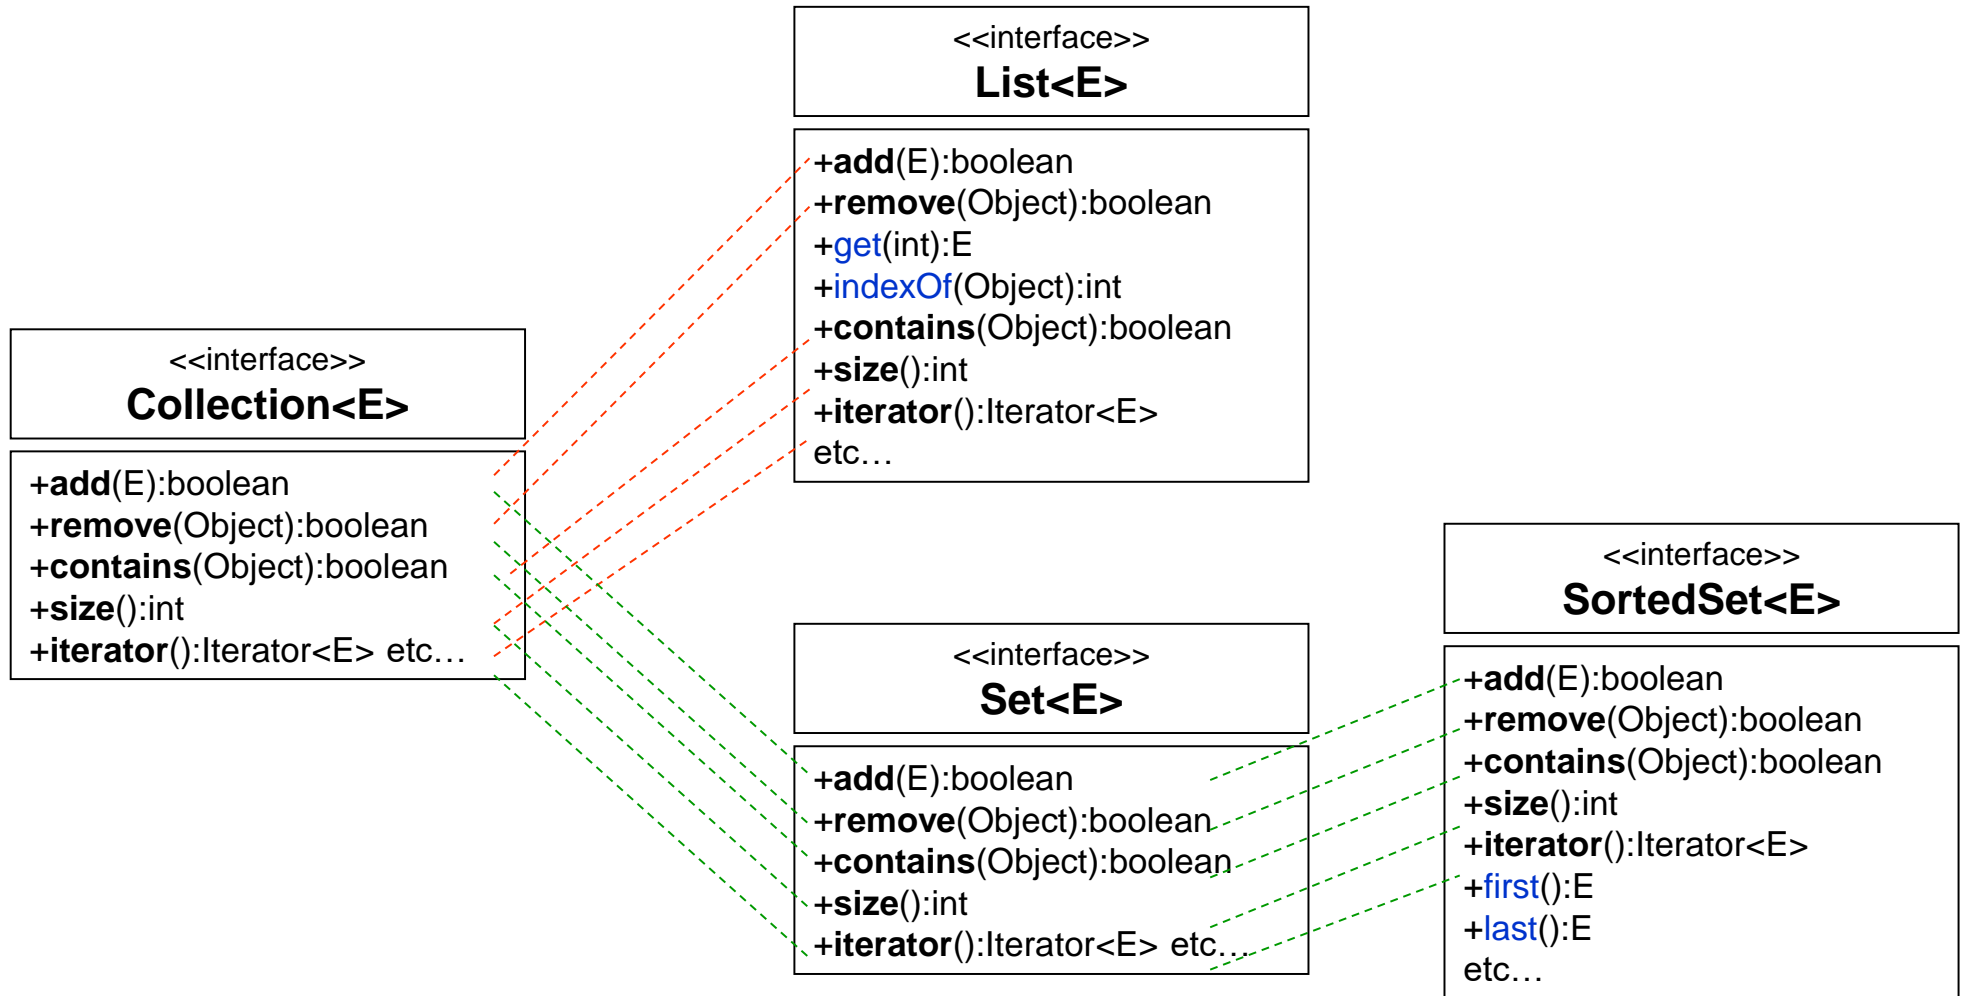 <<interface>>
List<E>
+add(E):boolean
+remove(Object):boolean
+get(int):E
+indexOf(Object):int
+contains(Object):boolean
+size():int
+iterator():Iterator<E>
etc…
<<interface>>
Collection<E>
+add(E):boolean
+remove(Object):boolean
+contains(Object):boolean
+size():int
+iterator():Iterator<E> etc…
<<interface>>
Set<E>
+add(E):boolean
+remove(Object):boolean
+contains(Object):boolean
+size():int
+iterator():Iterator<E> etc…
<<interface>>
SortedSet<E>
+add(E):boolean
+remove(Object):boolean
+contains(Object):boolean
+size():int
+iterator():Iterator<E>
+first():E
+last():E
etc…